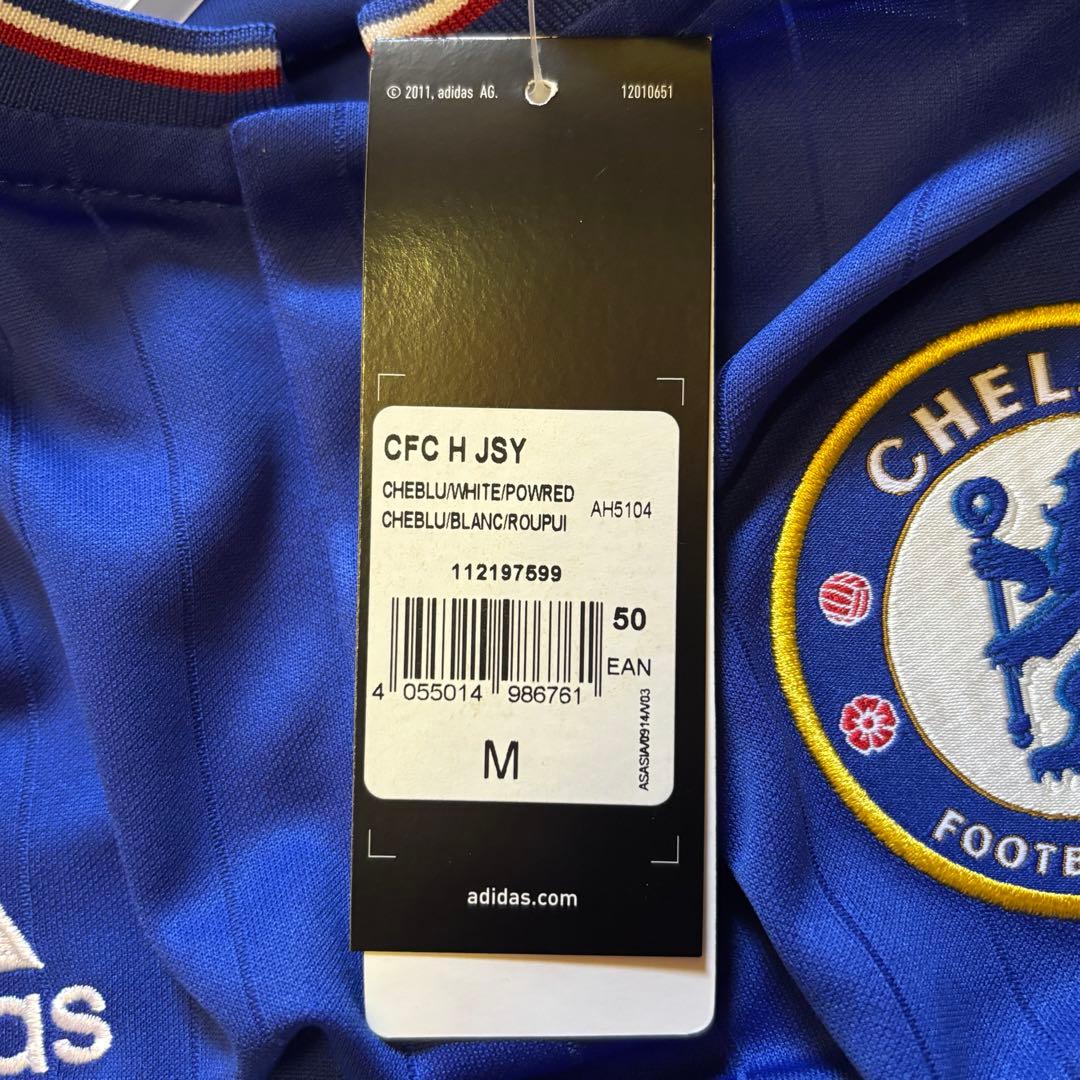 © 2011, adidas AG.
12010651
CFC H JSY
CHEBLU/WHITE/POWRED
CHEBLU/BLANC/ROUPUI
AH5104
112197599
50
EAN
4 055014 986761
ASASIA/0914/V03
M
adidas.com
CHEL
FOOTB
as